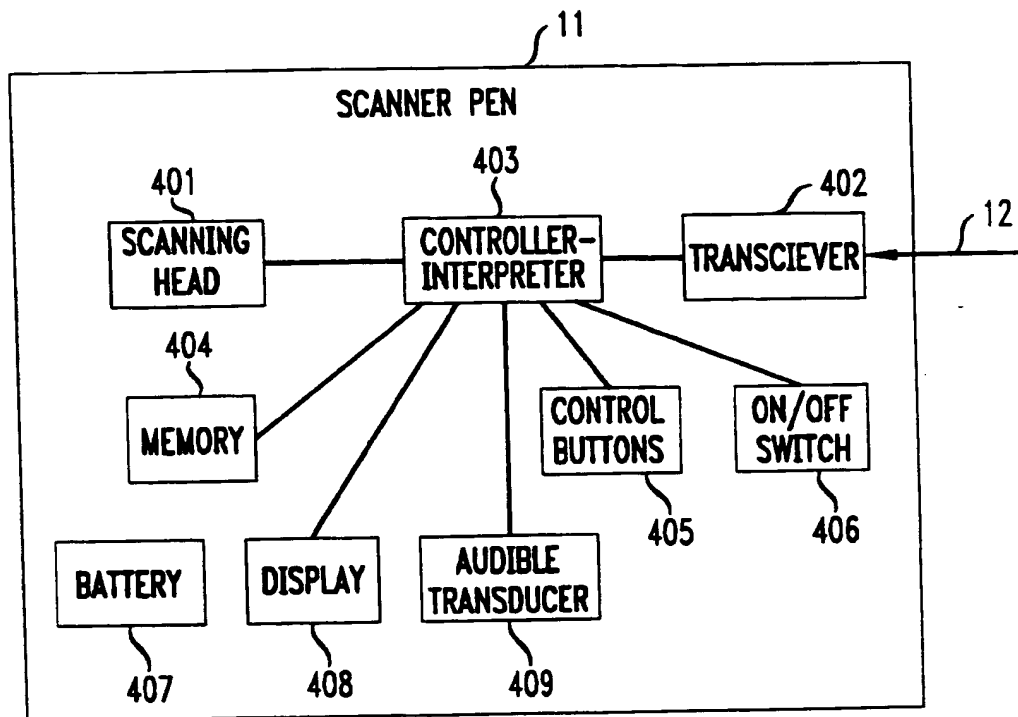 11
SCANNER PEN
401
403
402
12
SCANNING
HEAD
CONTROLLER-
INTERPRETER
TRANSCIEVER
404
MEMORY
CONTROL
BUTTONS
ON/OFF
SWITCH
405
406
BATTERY
DISPLAY
AUDIBLE
TRANSDUCER
407
408
409